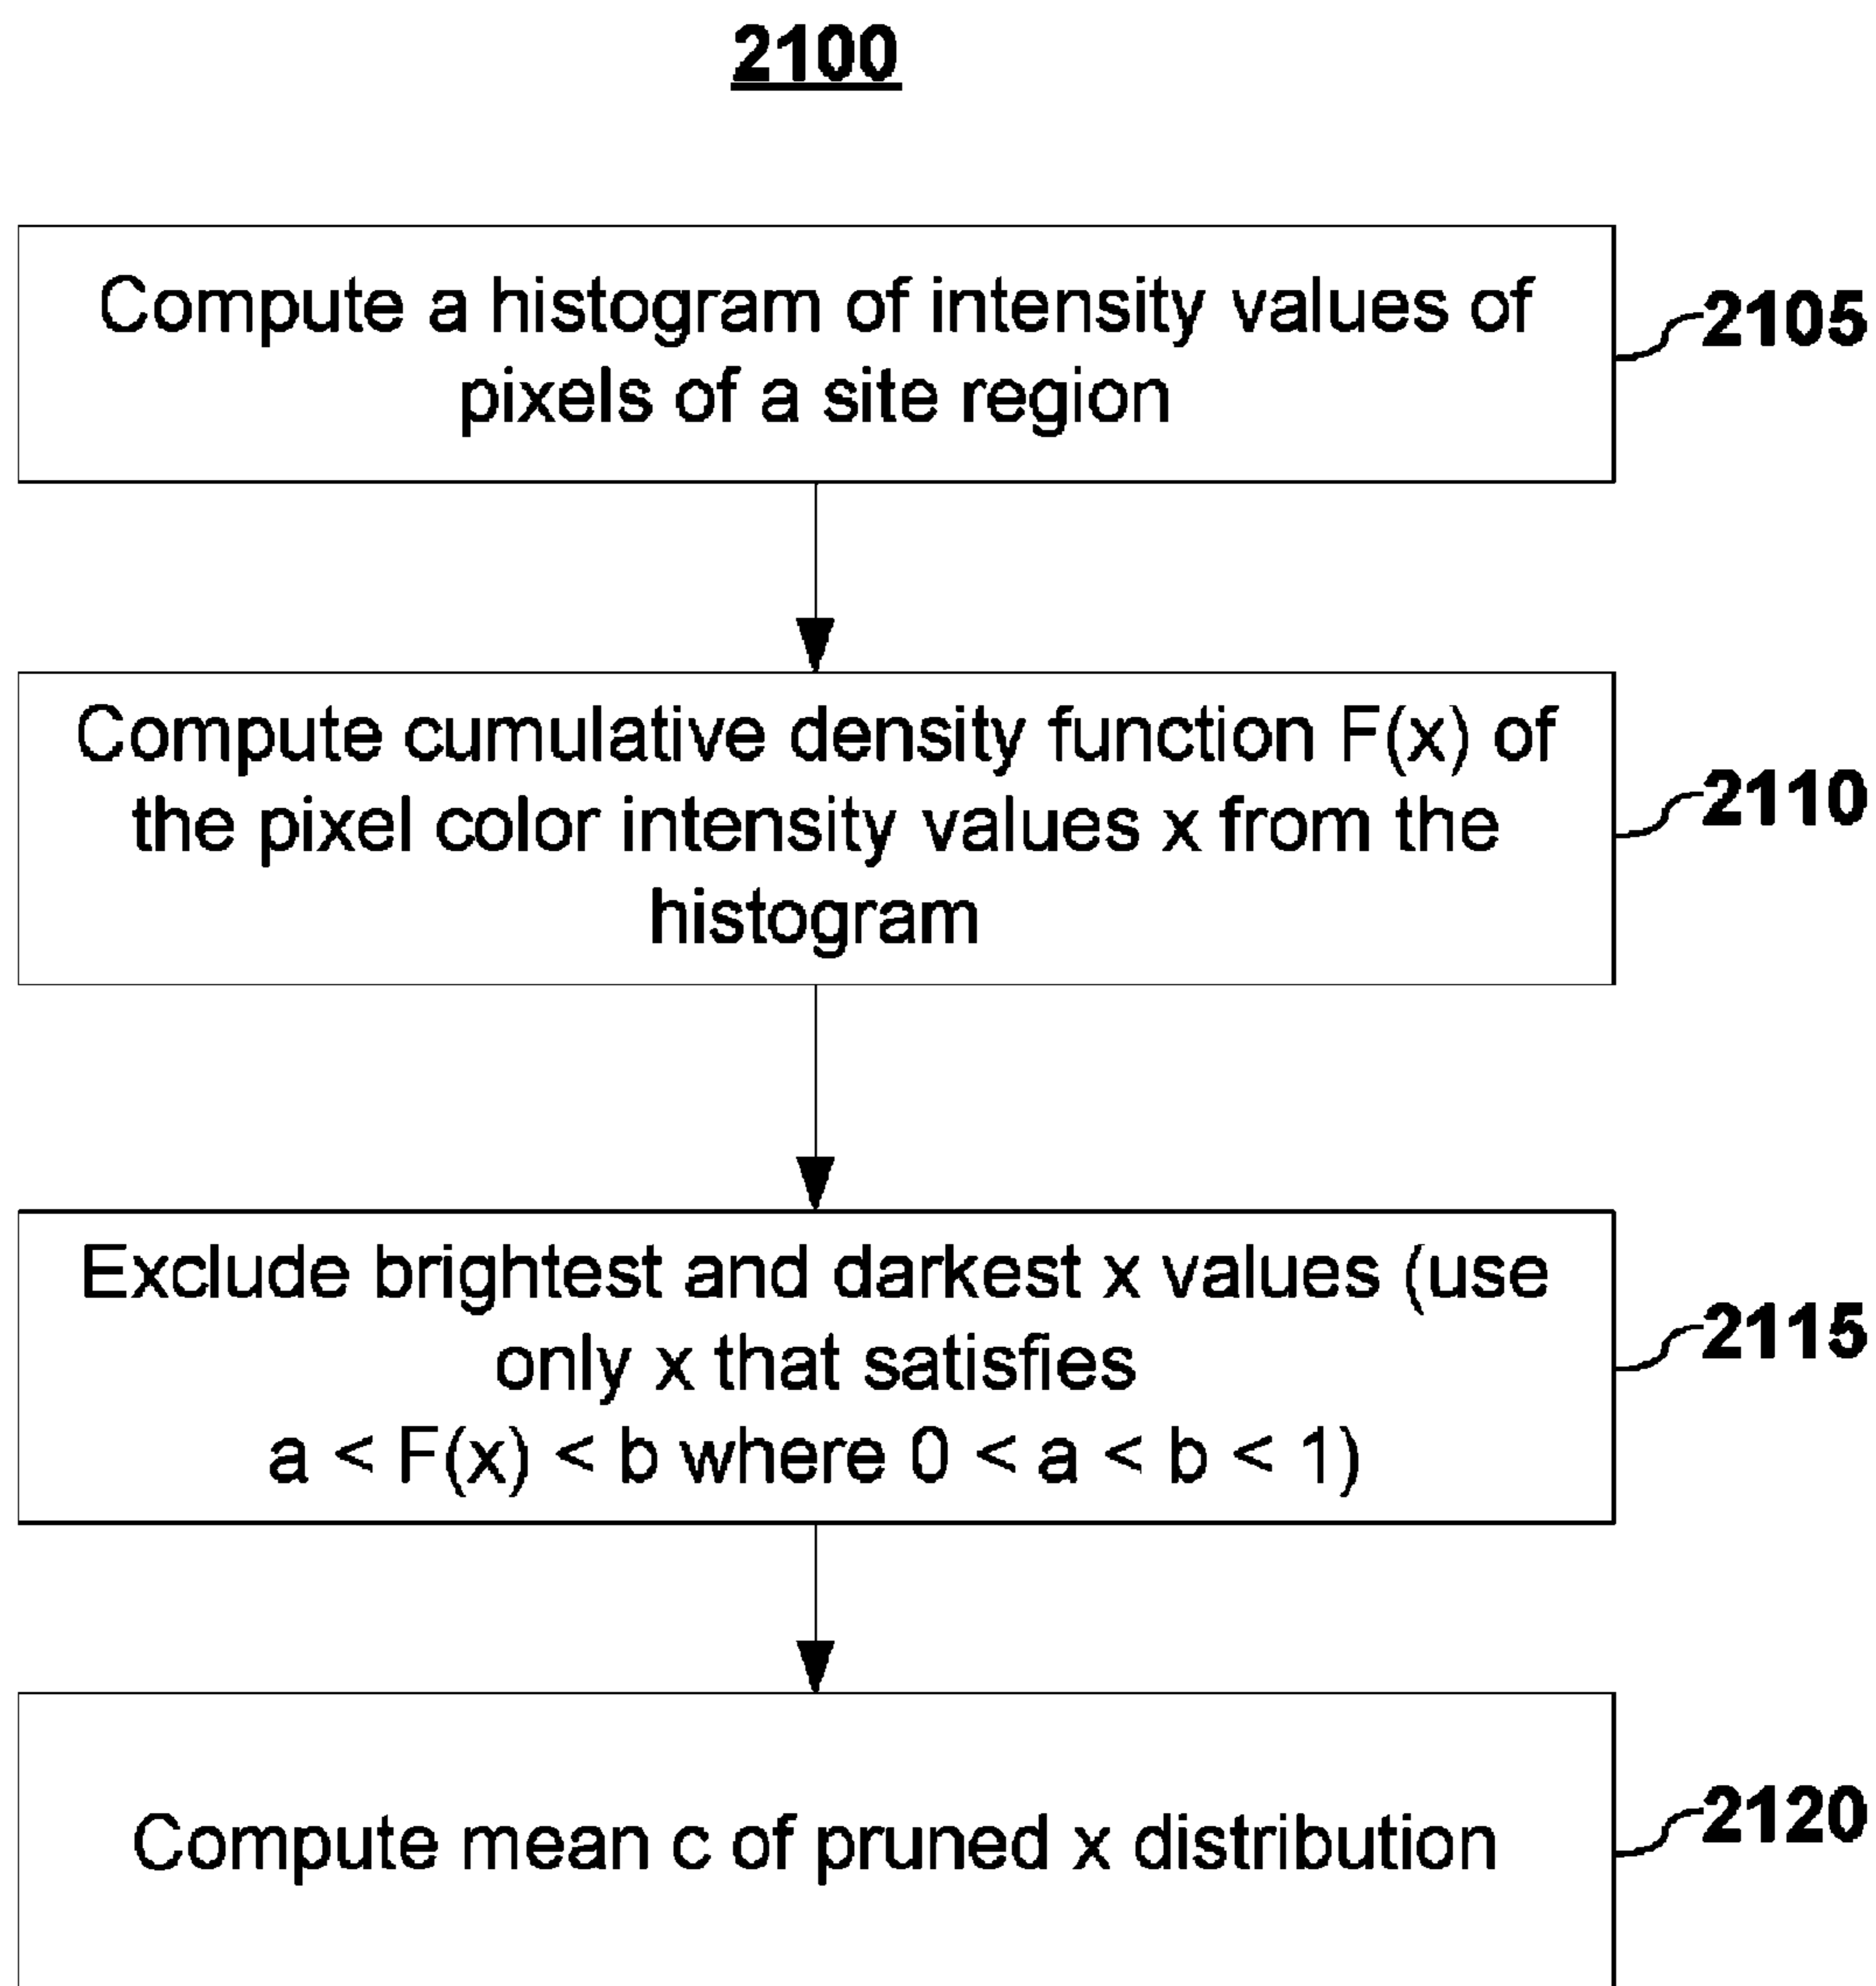 2100
Compute a histogram of intensity values of
pixels of a site region
2105
Compute cumulative density function F(x) of
the pixel color intensity values x from the
histogram
2110
Exclude brightest and darkest x values (use
only x that satisfies
a < F(x) < b where 0 < a < b < 1)
2115
Compute mean c of pruned x distribution
2120